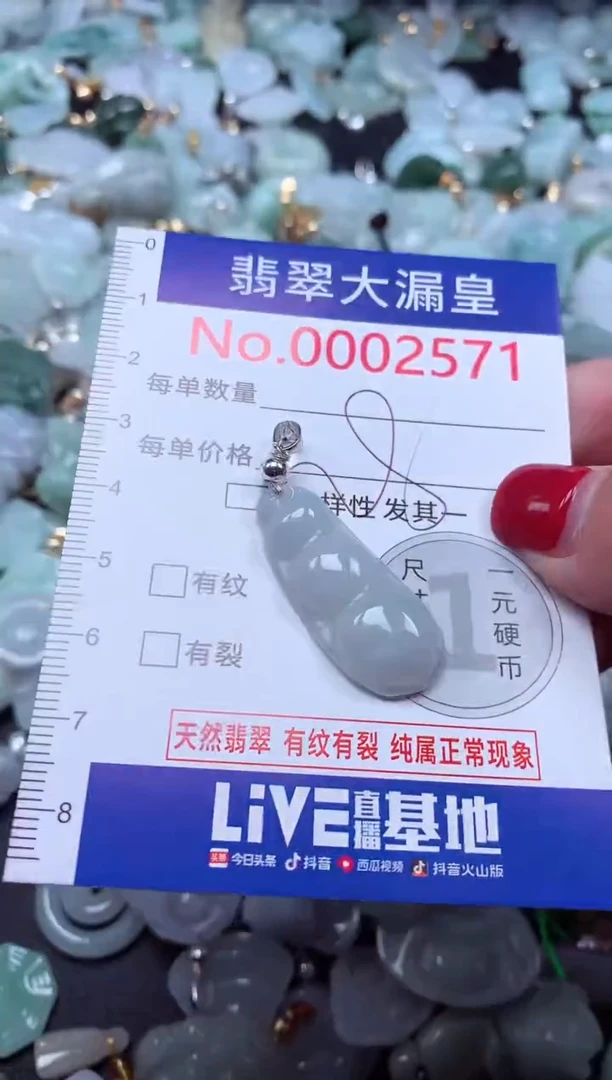 0
翡翠大漏皇
1
No.0002571
2
每单数量
3
每单价格
4
样性 发其一
5
有纹
尺
一元硬币
6
有裂
7
天然翡翠 有纹有裂 纯属正常现象
8
LiVE直播基地
头条 今日头条 抖音 西瓜视频 抖音火山版